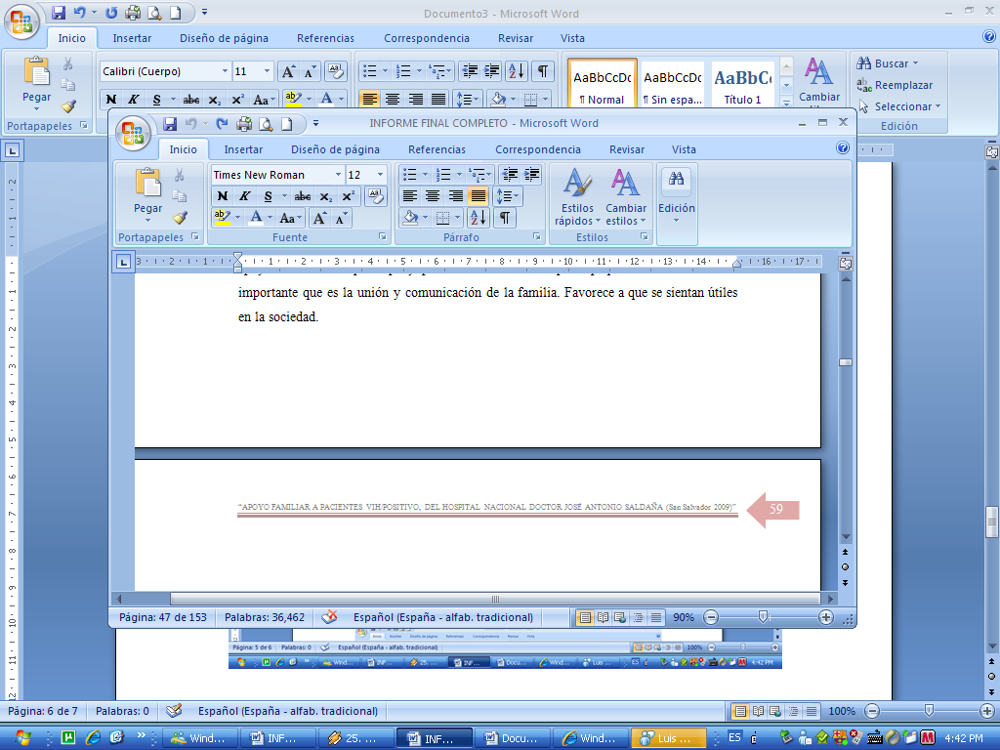 Documento3 - Microsoft Word
Inicio Insertar Diseño de página Referencias Correspondencia Revisar Vista
Calibri (Cuerpo) 11
Pegar
Portapapeles
AaBbCcDc AaBbCcDc AaBbC
¶ Normal ¶ Sin espa... Título 1
Cambiar
Buscar
Reemplazar
Seleccionar
Edición
INFORME FINAL COMPLETO - Microsoft Word
Inicio Insertar Diseño de página Referencias Correspondencia Revisar Vista
Times New Roman 12
Pegar
N K S abe x₂ x² Aa
Estilos rápidos
Cambiar estilos
Edición
Portapapeles Fuente Párrafo Estilos
importante que es la unión y comunicación de la familia. Favorece a que se sientan útiles
en la sociedad.
“APOYO FAMILIAR A PACIENTES VIH POSITIVO, DEL HOSPITAL NACIONAL DOCTOR JOSÉ ANTONIO SALDAÑA (San Salvador 2009)”
59
Página: 47 de 153 Palabras: 36,462 Español (España - alfab. tradicional) 90%
Página: 5 de 6 Palabras: 0 Español (España - alfab. tradicional) 100%
Página: 6 de 7 Palabras: 0 Español (España - alfab. tradicional) 100%
Wind... INF... 25. ... INF... Docu... Wind... Luis ... ES 4:42 PM